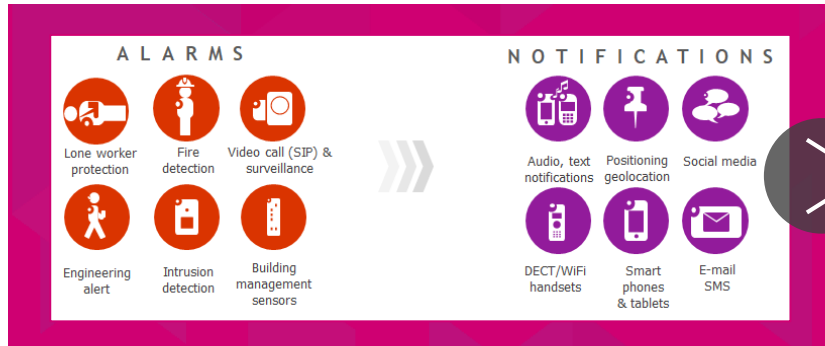 ALARMS
Lone worker
protection
Fire
detection
Video call (SIP) &
surveillance
Engineering
alert
Intrusion
detection
Building
management
sensors
NOTIFICATIONS
Audio, text
notifications
Positioning
geolocation
Social media
DECT/WiFi
handsets
Smart
phones
& tablets
E-mail
SMS